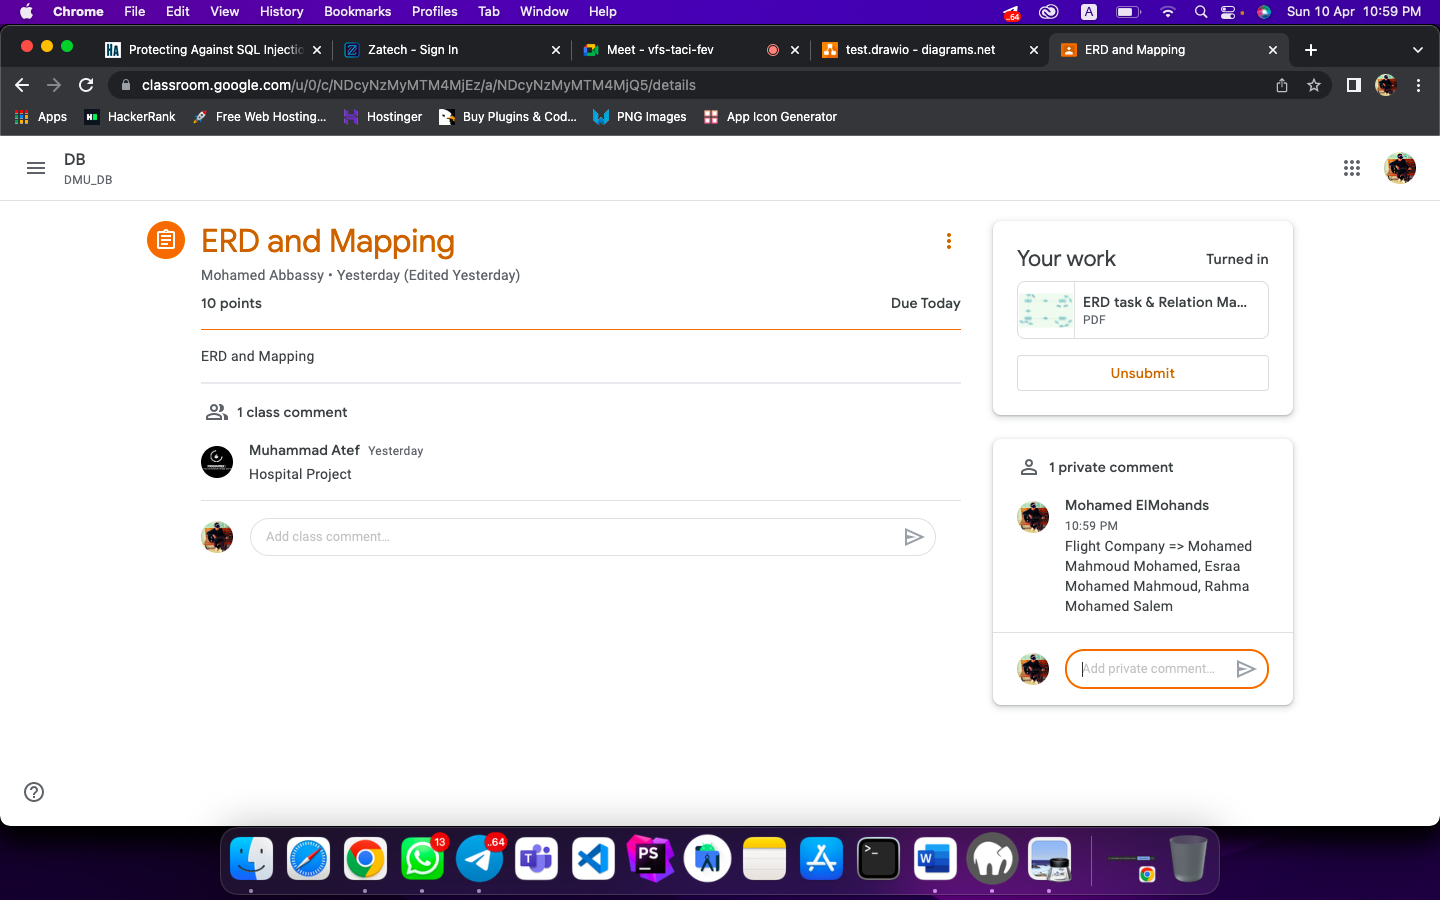 Chrome File Edit View History Bookmarks Profiles Tab Window Help ..64 A Sun 10 Apr 10:59 PM
Protecting Against SQL Injectio Zatech - Sign In Meet - vfs-taci-fev test.drawio - diagrams.net ERD and Mapping
classroom.google.com/u/0/c/NDcyNzMyMTM4MjEz/a/NDcyNzMyMTM4MjQ5/details
Apps HackerRank Free Web Hosting... Hostinger Buy Plugins & Cod... PNG Images App Icon Generator
DB
DMU_DB
ERD and Mapping
Mohamed Abbassy • Yesterday (Edited Yesterday)
10 points Due Today
ERD and Mapping
1 class comment
Muhammad Atef Yesterday
Hospital Project
Add class comment...
Your work Turned in
ERD task & Relation Ma...
PDF
Unsubmit
1 private comment
Mohamed ElMohands
10:59 PM
Flight Company => Mohamed
Mahmoud Mohamed, Esraa
Mohamed Mahmoud, Rahma
Mohamed Salem
Add private comment...
13 ..64 PS >_ W